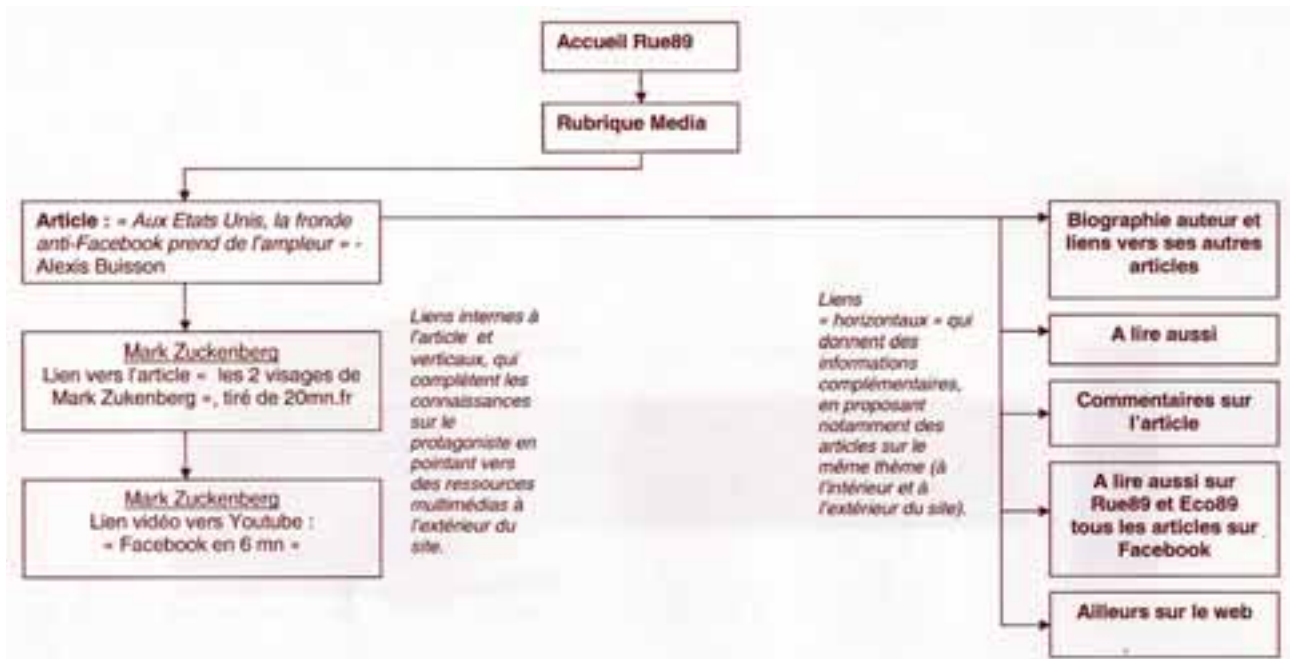 Accueil Rue89
Rubrique Media
Article : « Aux Etats Unis, la fronde
anti-Facebook prend de l'ampleur » -
Alexis Buisson
Mark Zuckenberg
Lien vers l'article « les 2 visages de
Mark Zukenberg », tiré de 20mn.fr
Mark Zuckenberg
Lien vidéo vers Youtube :
« Facebook en 6 mn »
Liens internes à
l'article et
verticaux, qui
complètent les
connaissances
sur le
protagoniste en
pointant vers
des ressources
multimédias à
l'extérieur du
site.
Liens
« horizontaux » qui
donnent des
informations
complémentaires,
en proposant
notamment des
articles sur le
même thème (à
l'intérieur et à
l'extérieur du site).
Biographie auteur et
liens vers ses autres
articles
A lire aussi
Commentaires sur
l'article
A lire aussi sur
Rue89 et Eco89
tous les articles sur
Facebook
Ailleurs sur le web